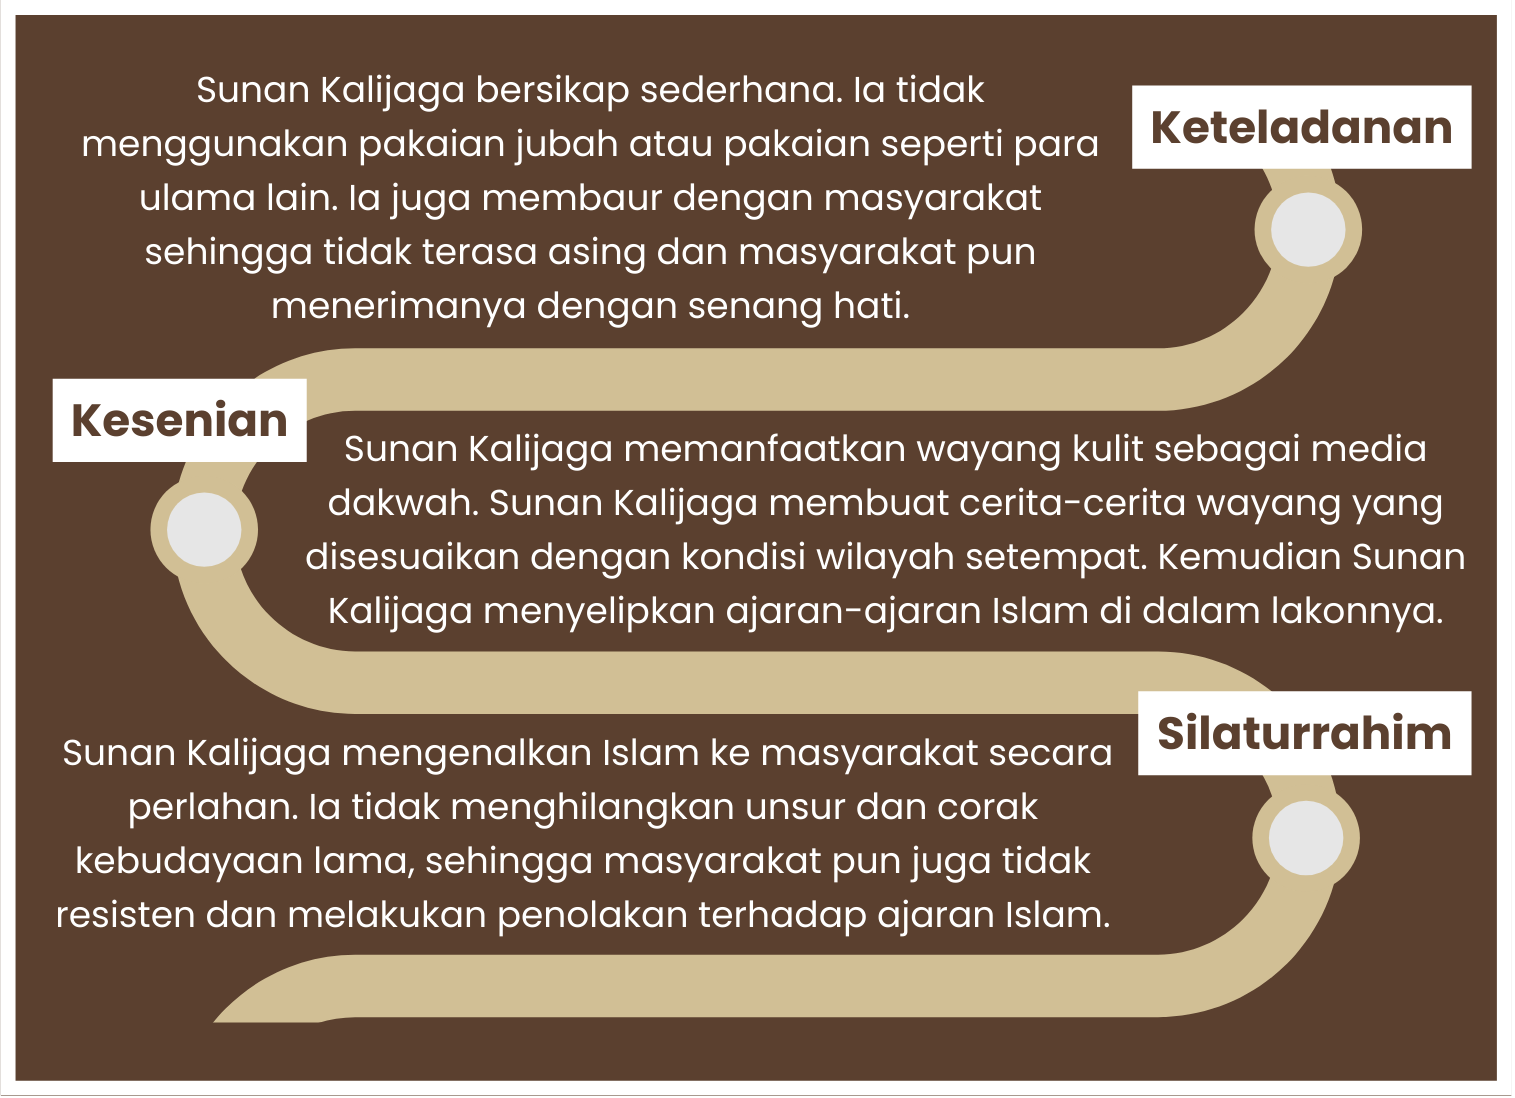 Keteladanan
Sunan Kalijaga bersikap sederhana. Ia tidak
menggunakan pakaian jubah atau pakaian seperti para
ulama lain. Ia juga membaur dengan masyarakat
sehingga tidak terasa asing dan masyarakat pun
menerimanya dengan senang hati.
Kesenian
Sunan Kalijaga memanfaatkan wayang kulit sebagai media
dakwah. Sunan Kalijaga membuat cerita-cerita wayang yang
disesuaikan dengan kondisi wilayah setempat. Kemudian Sunan
Kalijaga menyelipkan ajaran-ajaran Islam di dalam lakonnya.
Silaturrahim
Sunan Kalijaga mengenalkan Islam ke masyarakat secara
perlahan. Ia tidak menghilangkan unsur dan corak
kebudayaan lama, sehingga masyarakat pun juga tidak
resisten dan melakukan penolakan terhadap ajaran Islam.